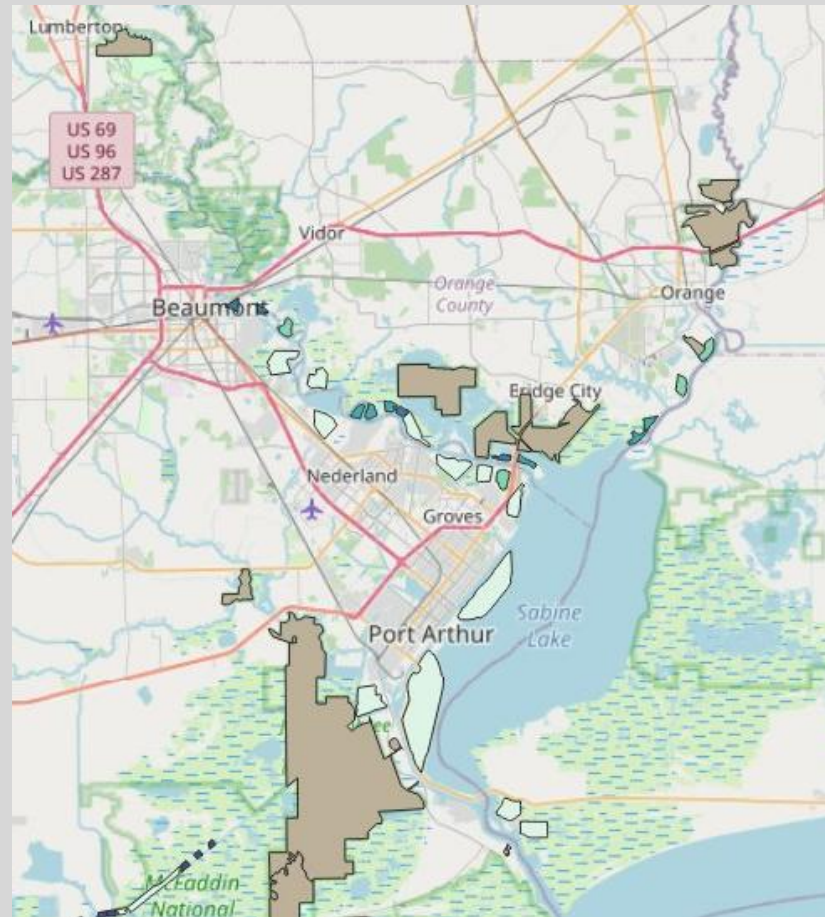 Lumberton
US 69
US 96
US 287
Vidor
Orange
County
Orange
Beaumont
Bridge City
Nederland
Groves
Sabine
Lake
Port Arthur
McFaddin
National